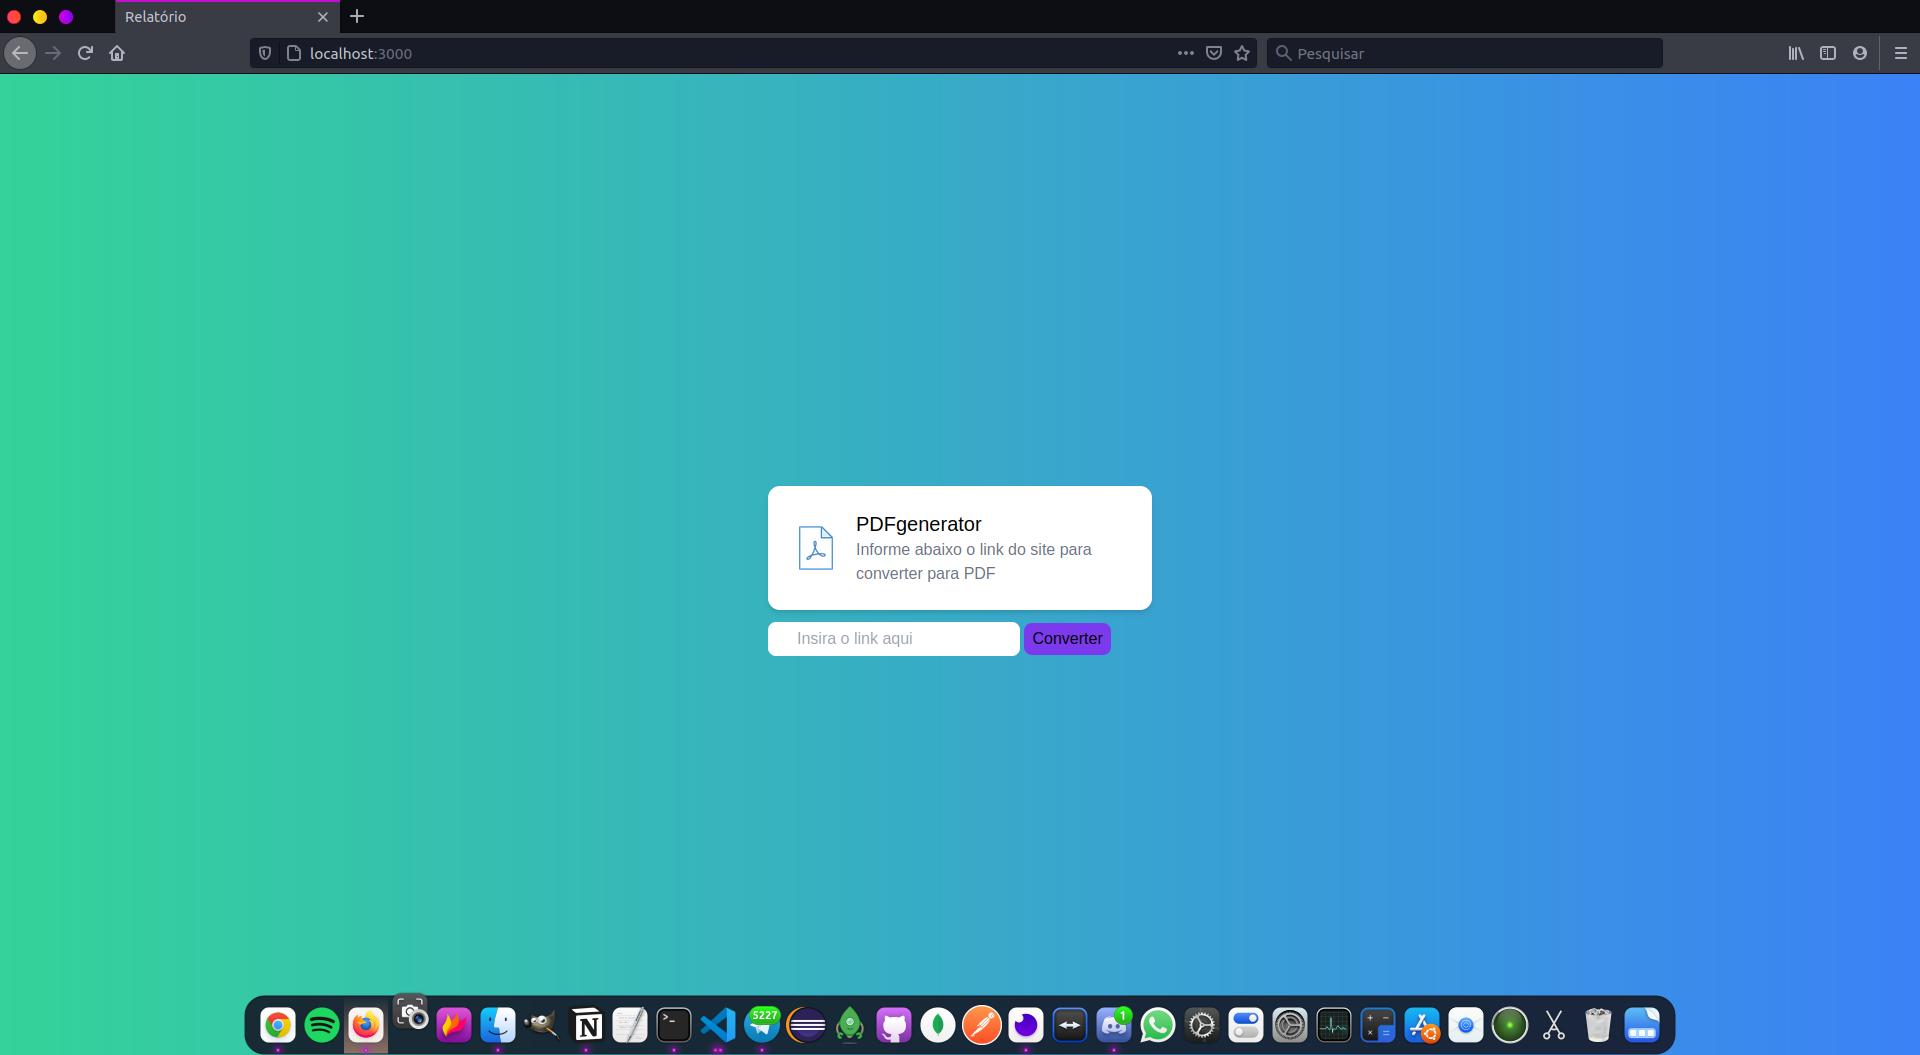 Relatório
localhost:3000
Pesquisar
PDFgenerator
Informe abaixo o link do site para
converter para PDF
Insira o link aqui
Converter
5227
1